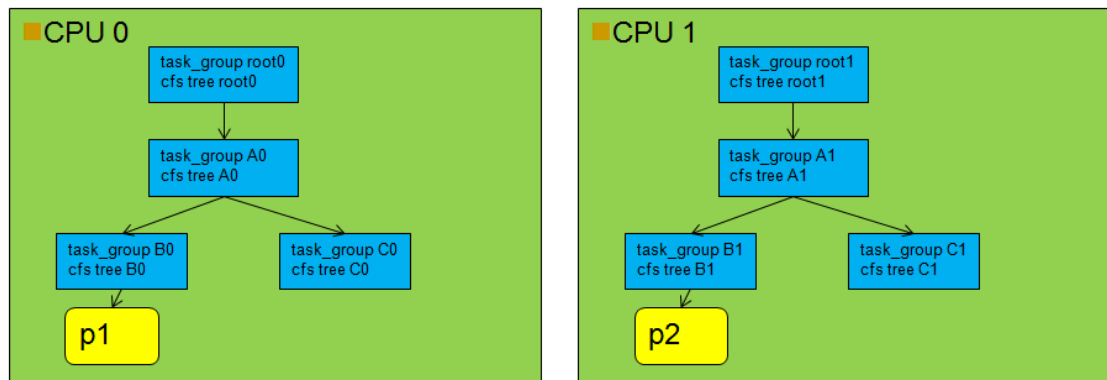 CPU 0
task_group root0
cfs tree root0
task_group A0
cfs tree A0
task_group B0
cfs tree B0
task_group C0
cfs tree C0
p1
CPU 1
task_group root1
cfs tree root1
task_group A1
cfs tree A1
task_group B1
cfs tree B1
task_group C1
cfs tree C1
p2